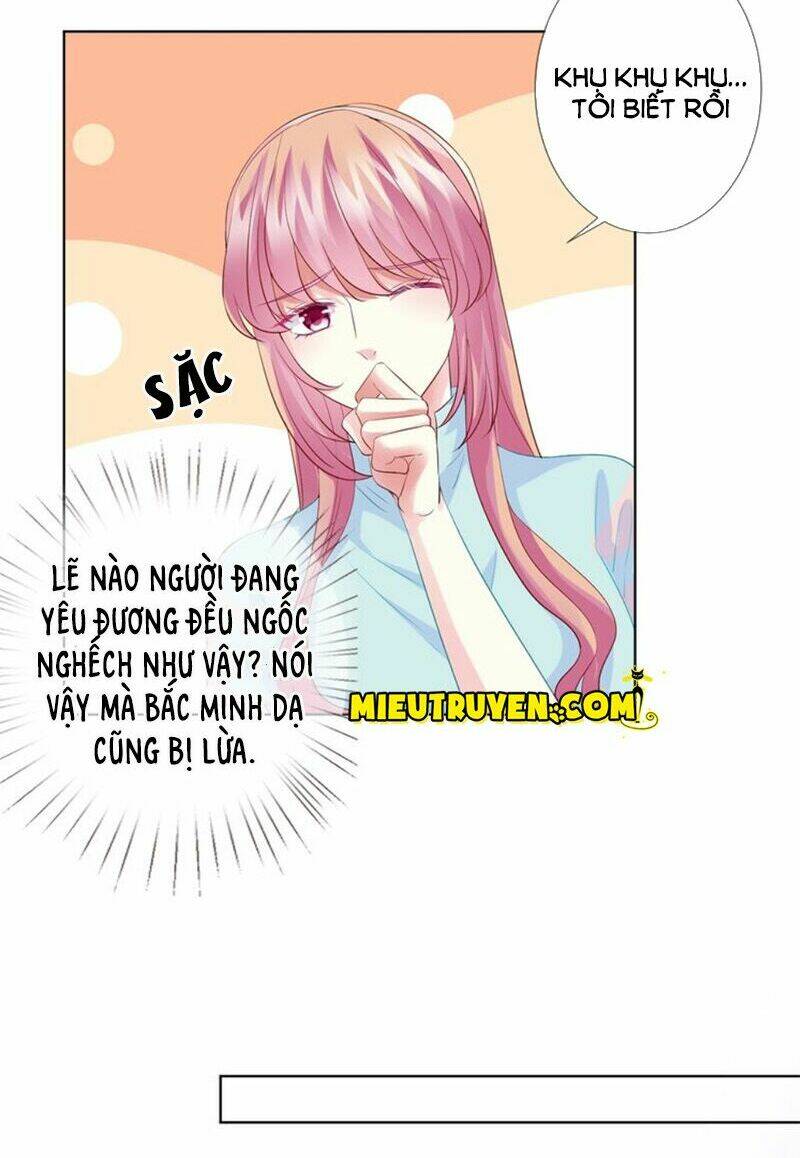 KHỤ KHỤ KHỤ...
TÔI BIẾT RỒI
SẶC
LẼ NÀO NGƯỜI ĐANG
YÊU ĐƯƠNG ĐỀU NGỐC
NGHẾCH NHƯ VẬY? NÓI
VẬY MÀ BẮC MINH DẠ
CŨNG BỊ LỪA.
MIEUTRUYEN.COM